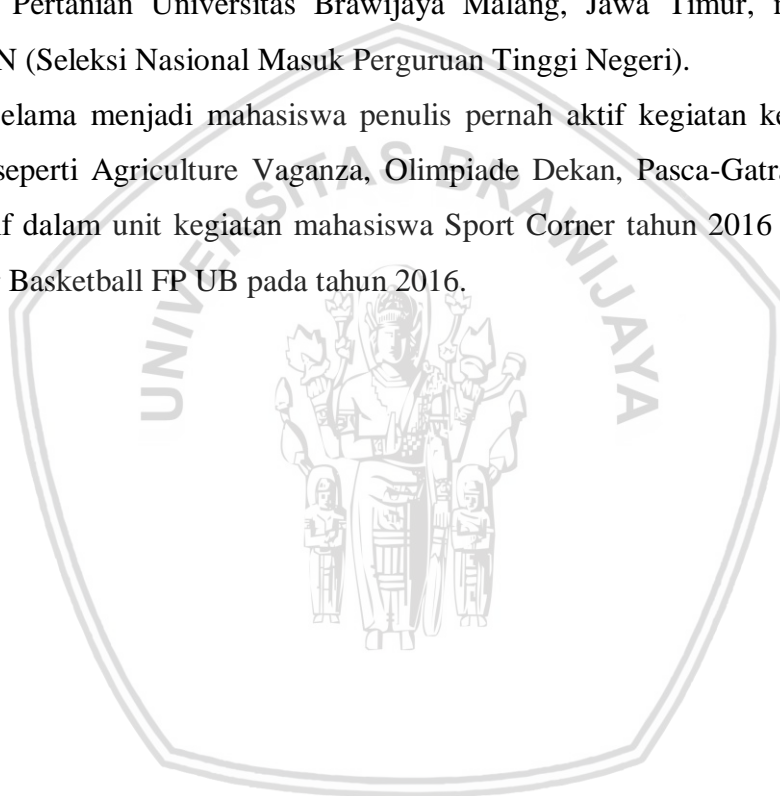 Pertanian Universitas Brawijaya Malang, Jawa Timur,
N (Seleksi Nasional Masuk Perguruan Tinggi Negeri).
elama menjadi mahasiswa penulis pernah aktif kegiatan ke
seperti Agriculture Vaganza, Olimpiade Dekan, Pasca-Gatra
f dalam unit kegiatan mahasiswa Sport Corner tahun 2016
Basketball FP UB pada tahun 2016.
UNIVERSITAS BRAWIJAYA